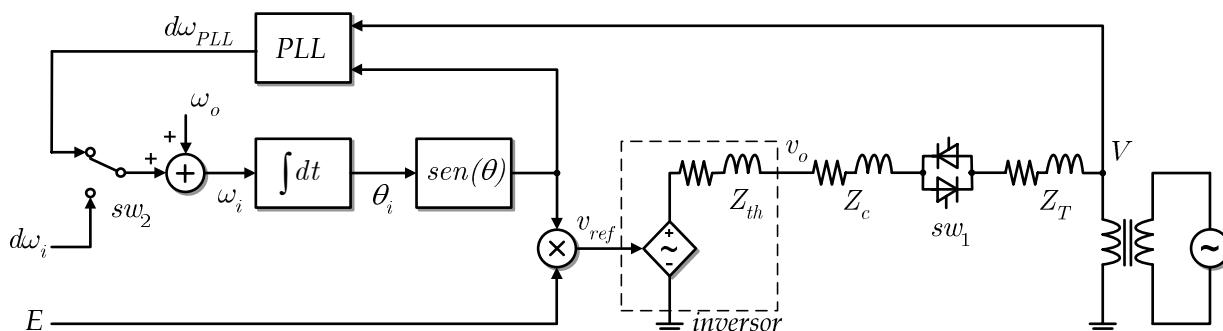 dω_PLL
PLL
ω_o
+
+
+
ω_i
∫dt
θ_i
sen(θ)
sw_2
dω_i
E
×
v_ref
+
~
-
Z_th
inversor
v_o
Z_c
sw_1
Z_T
V
~